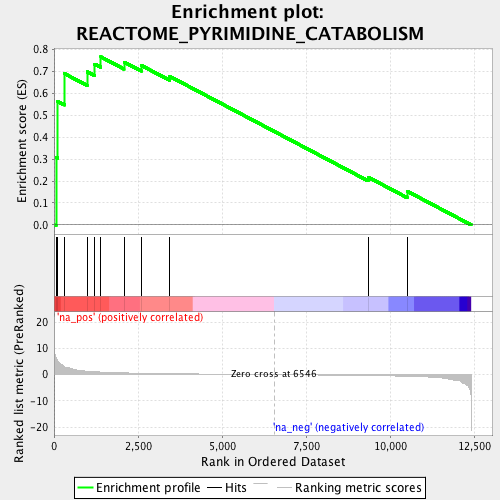 Enrichment plot:
REACTOME_PYRIMIDINE_CATABOLISM
Enrichment score (ES)
0.8
0.7
0.6
0.5
0.4
0.3
0.2
0.1
0.0
'na_pos' (positively correlated)
Ranked list metric (PreRanked)
20
10
0
-10
-20
Zero cross at 6546
'na_neg' (negatively correlated)
0
2,500
5,000
7,500
10,000
12,500
Rank in Ordered Dataset
Enrichment profile
Hits
Ranking metric scores